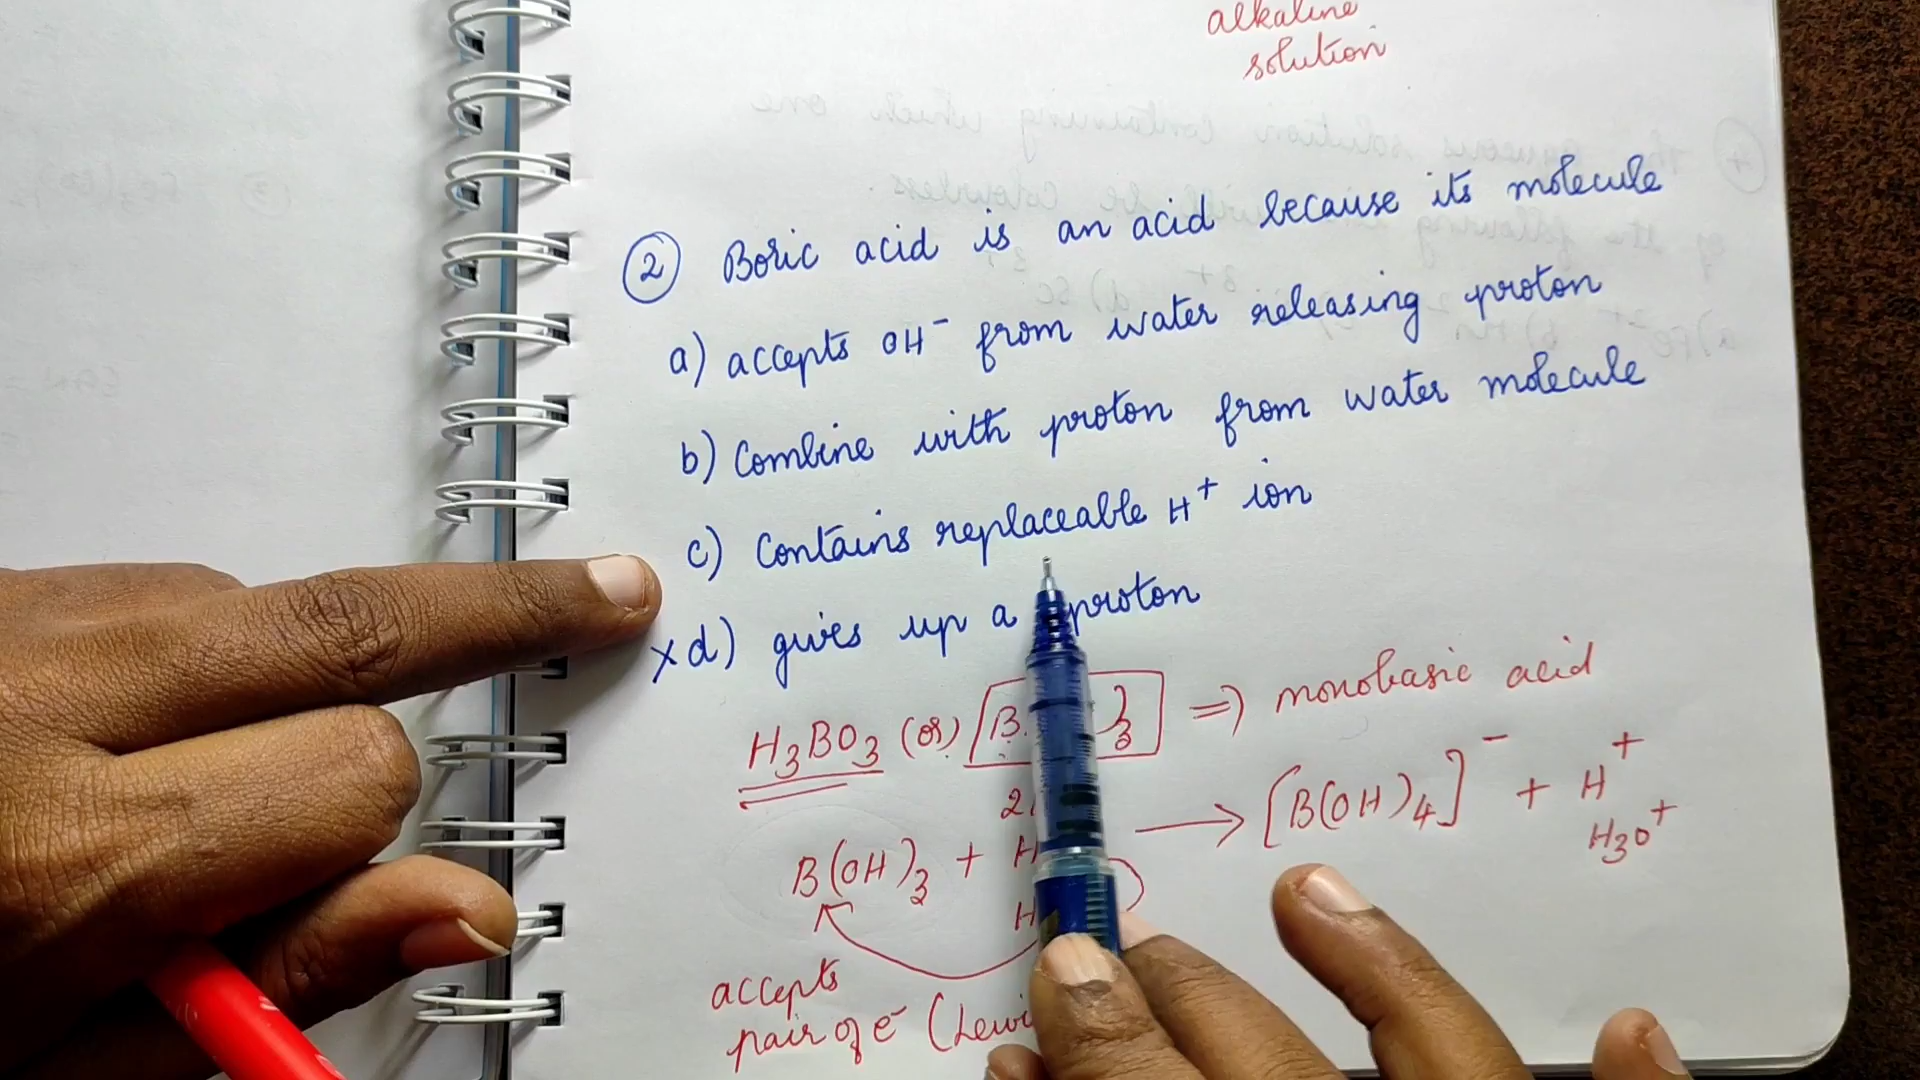 alkaline
solution
② Boric acid is an acid because its molecule
a) accepts OH⁻ from water releasing proton
b) Combine with proton from water molecule
c) Contains replaceable H⁺ ion
x d) gives up a proton
H₃BO₃ (or) B )₃ ⇒ monobasic acid
B(OH)₃ + H → [B(OH)₄]⁻ + H⁺
H H₃O⁺
accepts
pair of e⁻